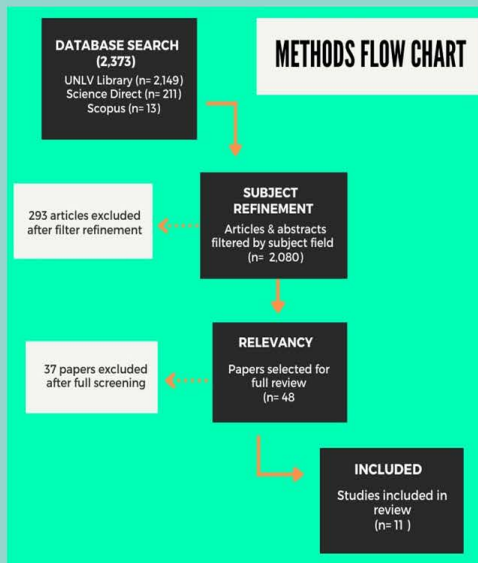 METHODS FLOW CHART
DATABASE SEARCH
(2,373)
UNLV Library (n= 2,149)
Science Direct (n= 211)
Scopus (n= 13)
SUBJECT
REFINEMENT
Articles & abstracts
filtered by subject field
(n= 2,080)
293 articles excluded
after filter refinement
RELEVANCY
Papers selected for
full review
(n= 48
37 papers excluded
after full screening
INCLUDED
Studies included in
review
(n= 11 )